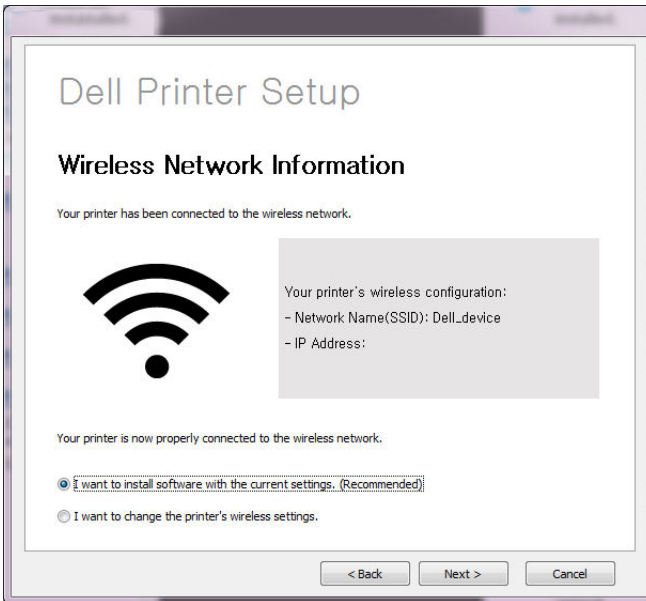 Dell Printer Setup
Wireless Network Information
Your printer has been connected to the wireless network.
Your printer's wireless configuration:
- Network Name(SSID): Dell_device
- IP Address:
Your printer is now properly connected to the wireless network.
I want to install software with the current settings. (Recommended)
I want to change the printer's wireless settings.
< Back
Next >
Cancel